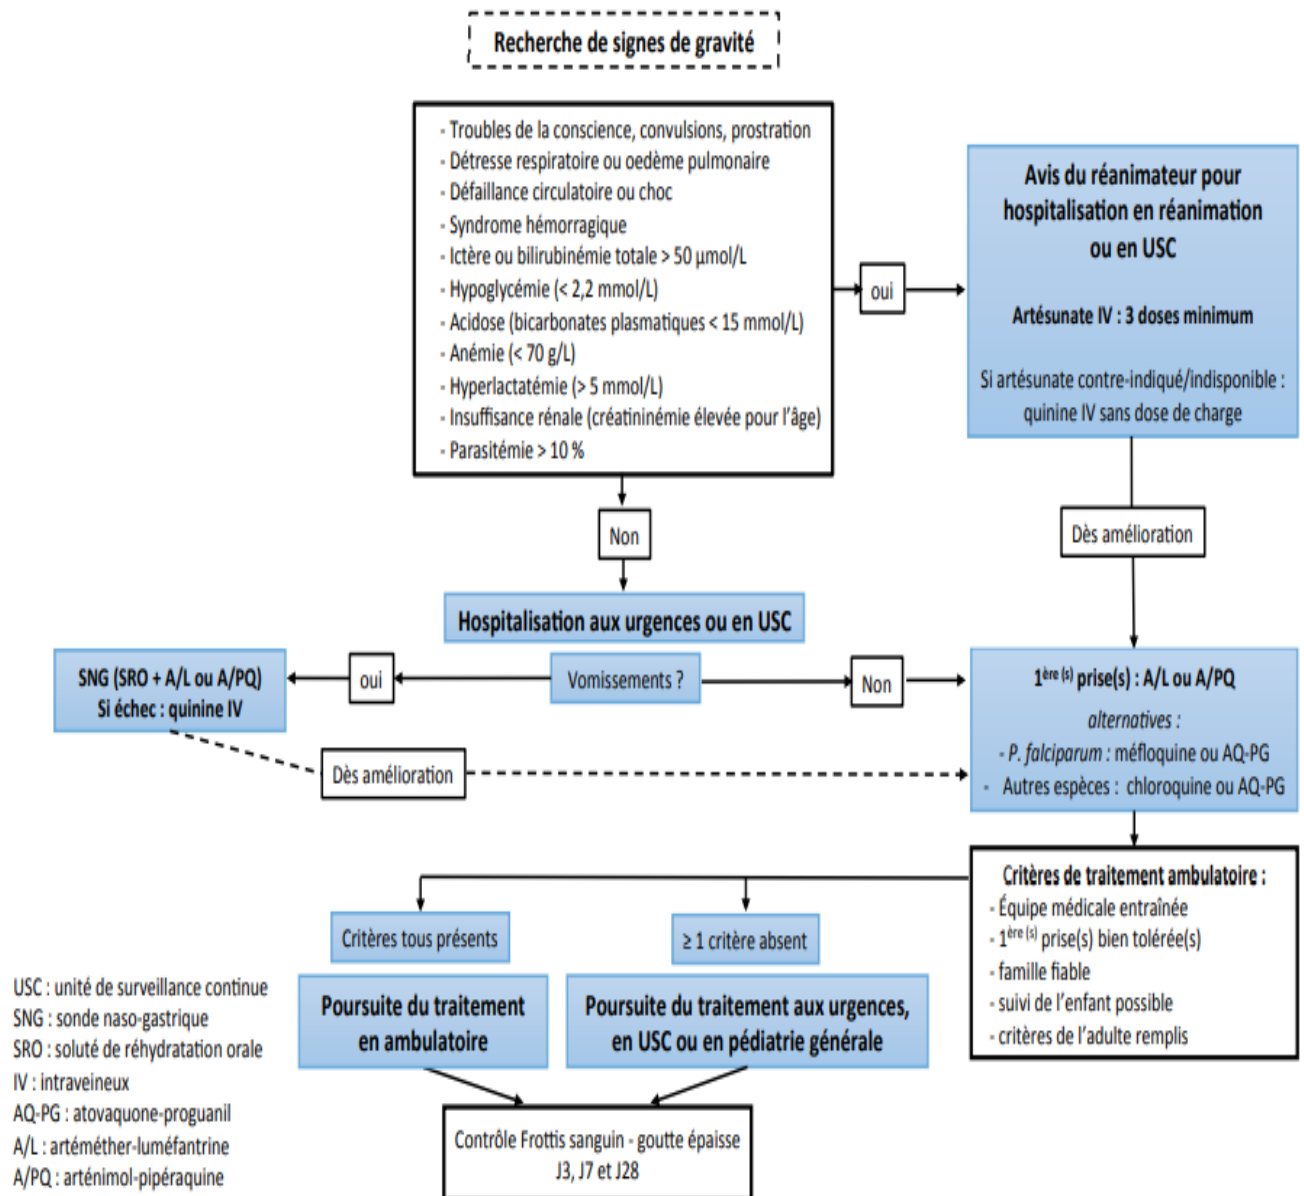 Recherche de signes de gravité
- Troubles de la conscience, convulsions, prostration
- Détresse respiratoire ou oedème pulmonaire
- Défaillance circulatoire ou choc
- Syndrome hémorragique
- Ictère ou bilirubinémie totale > 50 µmol/L
- Hypoglycémie (< 2,2 mmol/L)
- Acidose (bicarbonates plasmatiques < 15 mmol/L)
- Anémie (< 70 g/L)
- Hyperlactatémie (> 5 mmol/L)
- Insuffisance rénale (créatininémie élevée pour l'âge)
- Parasitémie > 10 %
oui
Avis du réanimateur pour
hospitalisation en réanimation
ou en USC
Artésunate IV : 3 doses minimum
Si artésunate contre-indiqué/indisponible :
quinine IV sans dose de charge
Non
Dès amélioration
Hospitalisation aux urgences ou en USC
SNG (SRO + A/L ou A/PQ)
Si échec : quinine IV
oui
Vomissements ?
Non
1ère (s) prise(s) : A/L ou A/PQ
alternatives :
- P. falciparum : méfloquine ou AQ-PG
- Autres espèces : chloroquine ou AQ-PG
Dès amélioration
Critères de traitement ambulatoire :
- Équipe médicale entraînée
- 1ère (s) prise(s) bien tolérée(s)
- famille fiable
- suivi de l'enfant possible
- critères de l'adulte remplis
Critères tous présents
≥ 1 critère absent
Poursuite du traitement
en ambulatoire
Poursuite du traitement aux urgences,
en USC ou en pédiatrie générale
Contrôle Frottis sanguin - goutte épaisse
J3, J7 et J28
USC : unité de surveillance continue
SNG : sonde naso-gastrique
SRO : soluté de réhydratation orale
IV : intraveineux
AQ-PG : atovaquone-proguanil
A/L : artéméther-luméfantrine
A/PQ : arténimol-pipéraquine